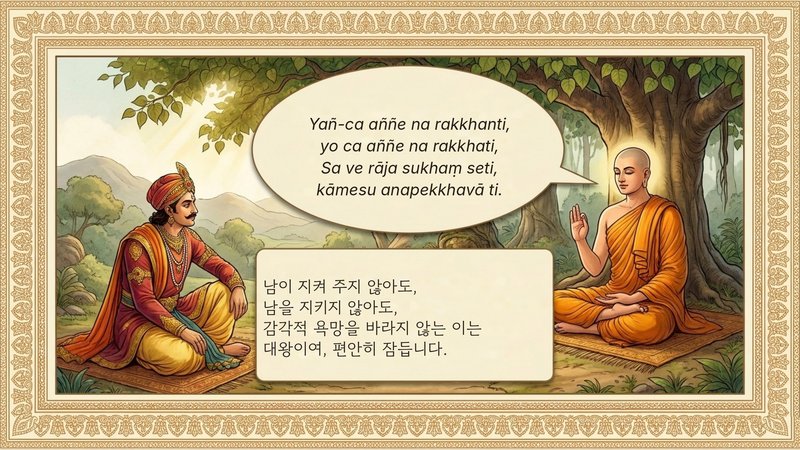 Yañ-ca aññe na rakkhanti,
yo ca aññe na rakkhati,
Sa ve rāja sukhaṃ seti,
kāmesu anapekkhavā ti.
남이 지켜 주지 않아도,
남을 지키지 않아도,
감각적 욕망을 바라지 않는 이는
대왕이여, 편안히 잠듭니다.